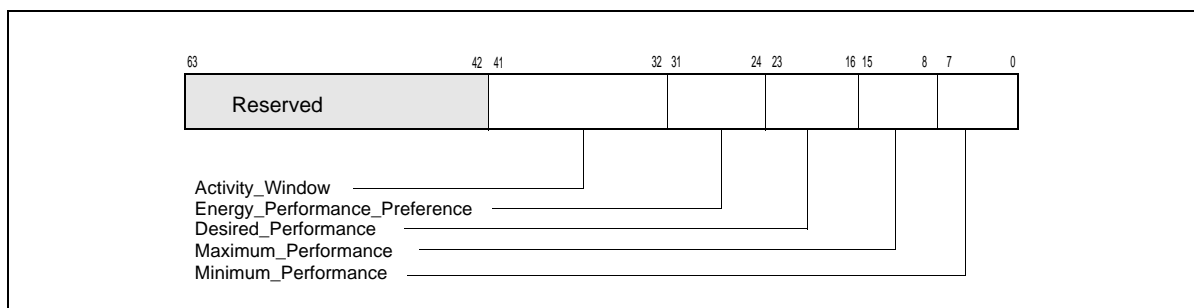 63 42 41 32 31 24 23 16 15 8 7 0
Reserved
Activity_Window
Energy_Performance_Preference
Desired_Performance
Maximum_Performance
Minimum_Performance